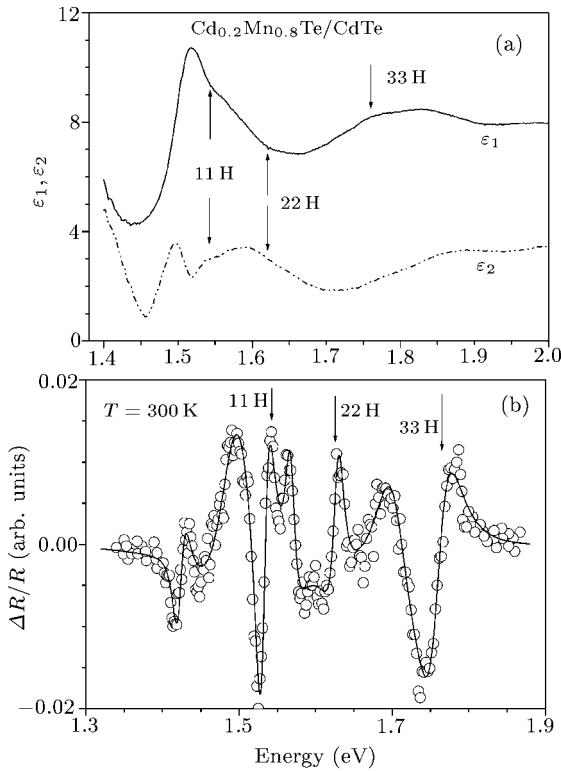 Cd₀.₂Mn₀.₈Te/CdTe
(a)
12
8
4
0
ε₁, ε₂
11 H
22 H
33 H
ε₁
ε₂
1.4 1.5 1.6 1.7 1.8 1.9 2.0
0.02
0.00
−0.02
ΔR/R (arb. units)
T = 300 K
11 H
22 H
33 H
(b)
1.3 1.5 1.7 1.9
Energy (eV)